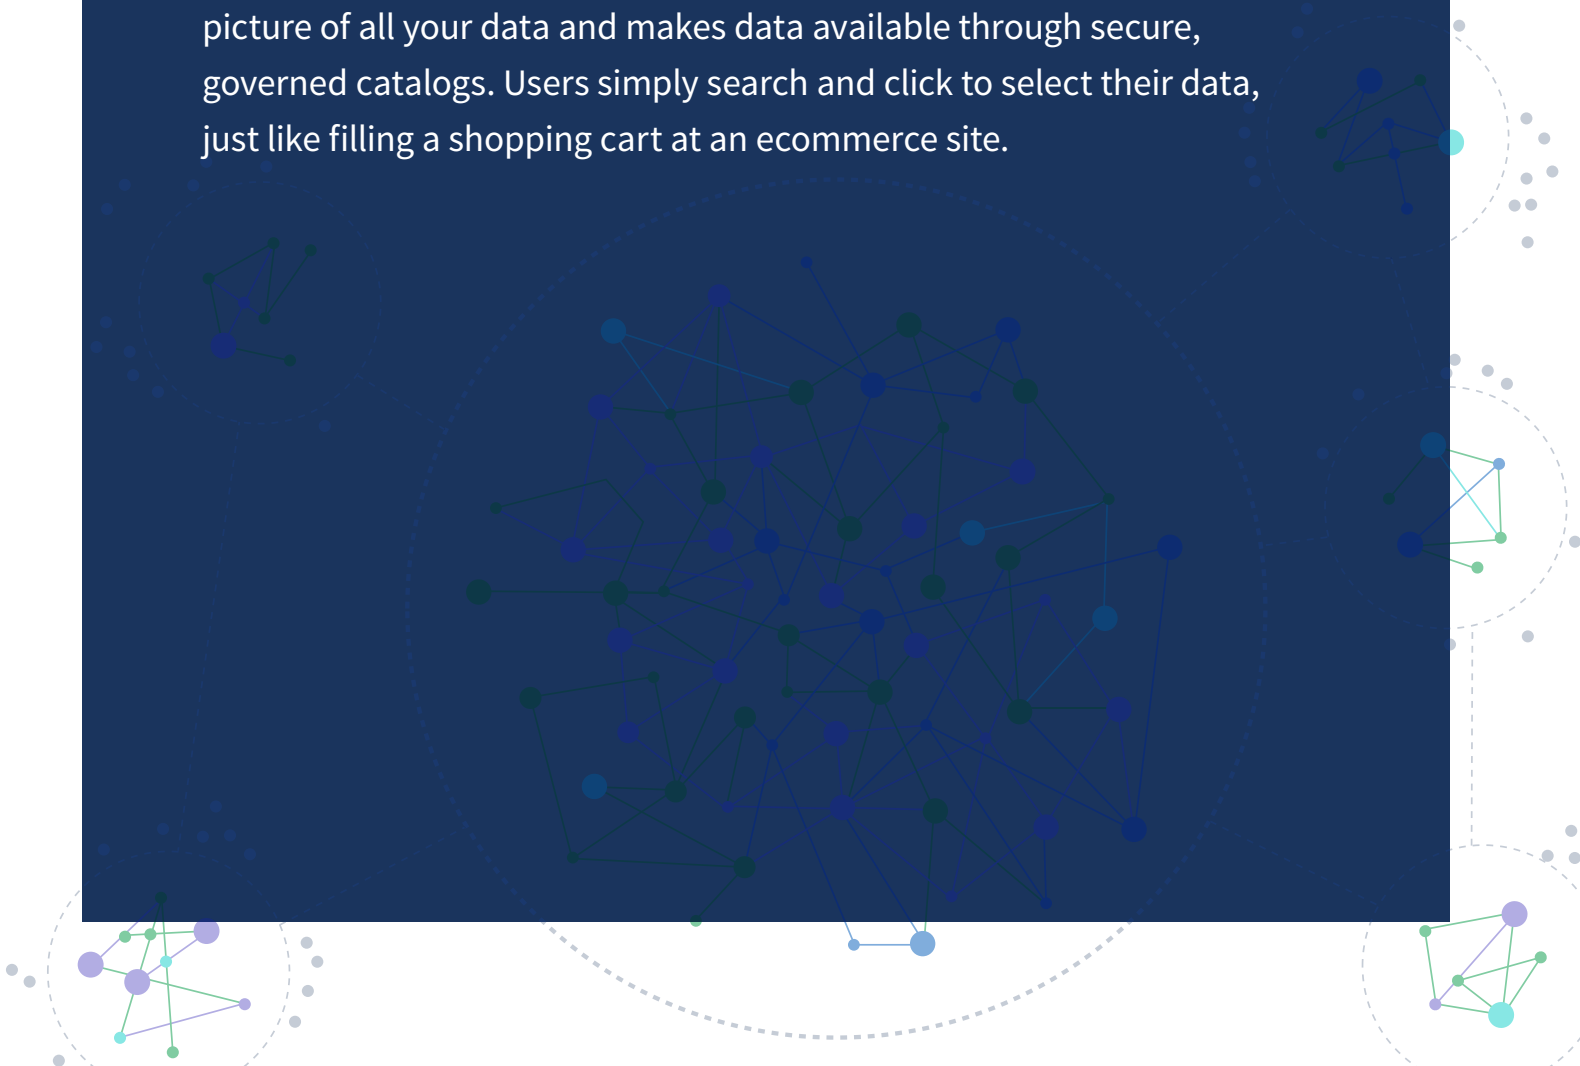 picture of all your data and makes data available through secure,
governed catalogs. Users simply search and click to select their data,
just like filling a shopping cart at an ecommerce site.